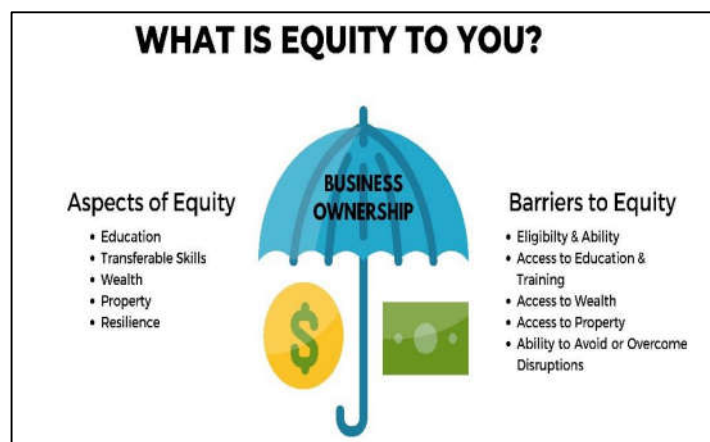 WHAT IS EQUITY TO YOU?
BUSINESS
OWNERSHIP
Aspects of Equity
• Education
• Transferable Skills
• Wealth
• Property
• Resilience
$
Barriers to Equity
• Eligibilty & Ability
• Access to Education &
Training
• Access to Wealth
• Access to Property
• Ability to Avoid or Overcome
Disruptions